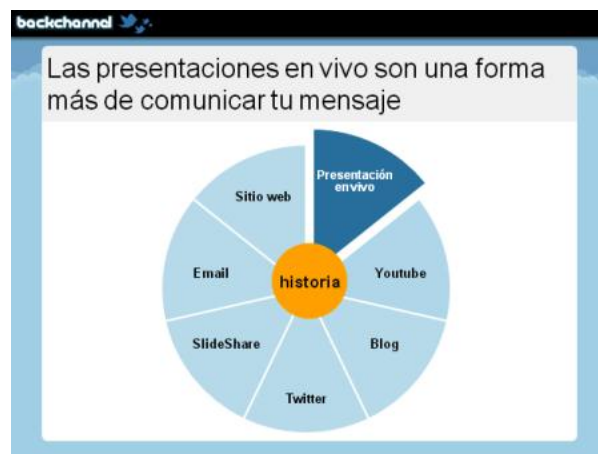 backchannel
Las presentaciones en vivo son una forma
más de comunicar tu mensaje
Presentación
en vivo
Sitio web
Email
historia
Youtube
SlideShare
Blog
Twitter